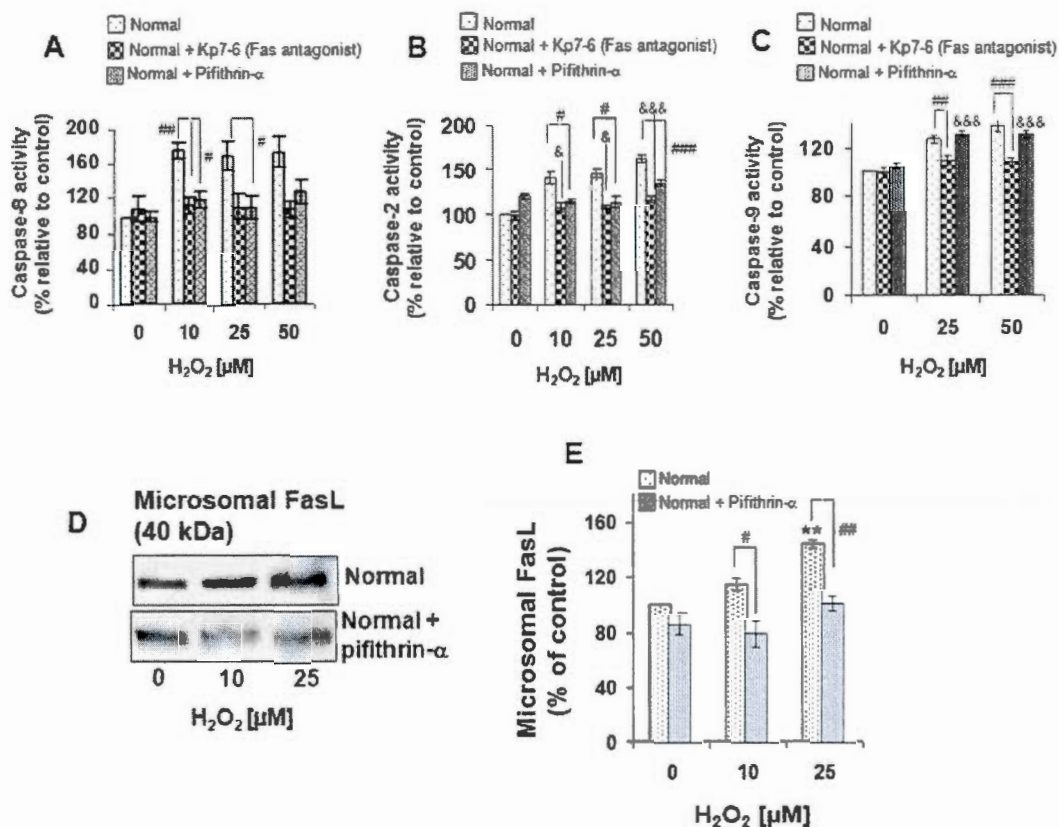 A
Normal
Normal + Kp7-6 (Fas antagonist)
Normal + Pifithrin-α
Caspase-8 activity
(% relative to control)
200
160
120
80
40
0
##
#
#
0 10 25 50
H₂O₂ [µM]
B
Normal
Normal + Kp7-6 (Fas antagonist)
Normal + Pifithrin-α
Caspase-2 activity
(% relative to control)
200
150
100
50
0
#
&
#
&
&&&
###
0 10 25 50
H₂O₂ [µM]
C
Normal
Normal + Kp7-6 (Fas antagonist)
Normal + Pifithrin-α
Caspase-9 activity
(% relative to control)
120
80
40
0
##
&&&
###
&&&
0 25 50
H₂O₂ [µM]
D
Microsomal FasL
(40 kDa)
Normal
Normal +
pifithrin-α
0 10 25
H₂O₂ [µM]
E
Normal
Normal + Pifithrin-α
Microsomal FasL
(% of control)
160
120
80
40
0
#
**
##
0 10 25
H₂O₂ [µM]